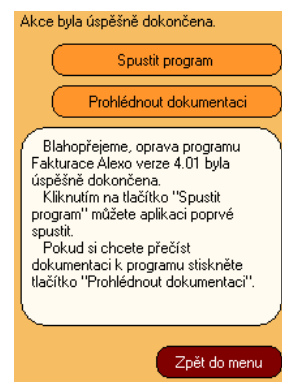 Akce byla úspěšně dokončena.
Spustit program
Prohlédnout dokumentaci
Blahopřejeme, oprava programu
Fakturace Alexo verze 4.01 byla
úspěšně dokončena.
Kliknutím na tlačítko "Spustit
program" můžete aplikaci poprvé
spustit.
Pokud si chcete přečíst
dokumentaci k programu stiskněte
tlačítko "Prohlédnout dokumentaci".
Zpět do menu